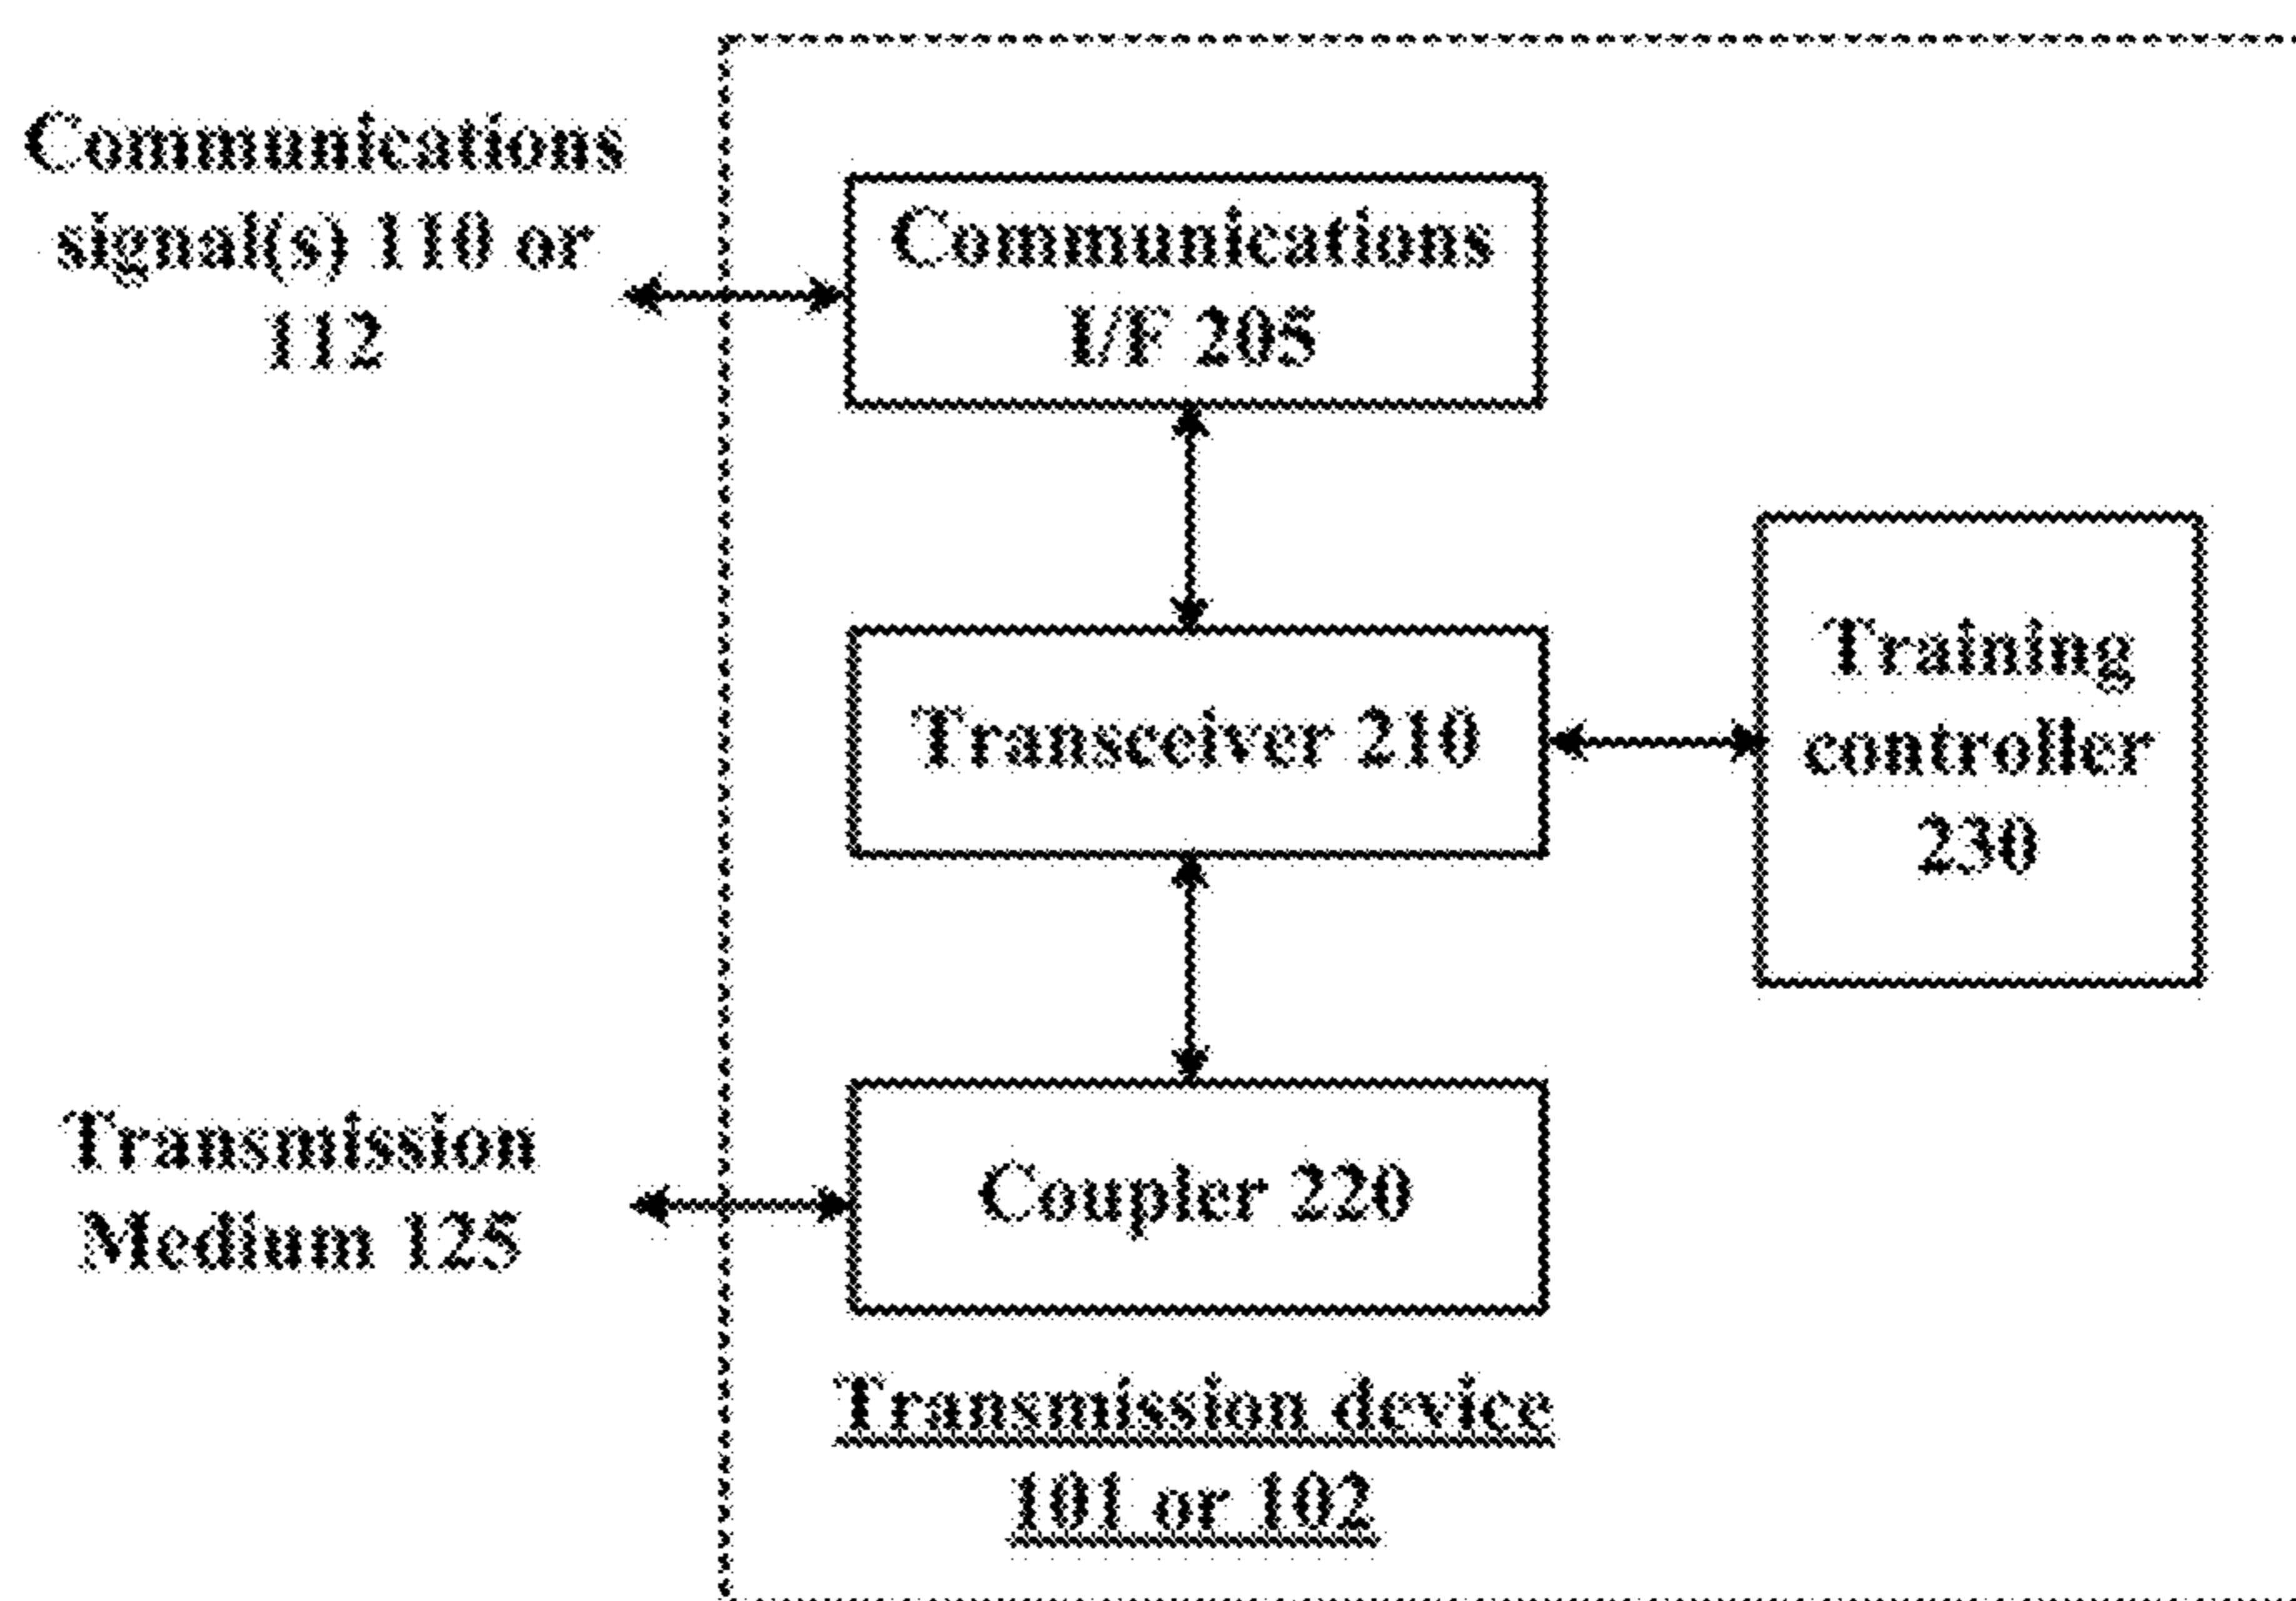 Communications
signal(s) 110 or
112
Communications
I/F 205
Transceiver 210
Training
controller
230
Transmission
Medium 125
Coupler 220
Transmission device
101 or 102